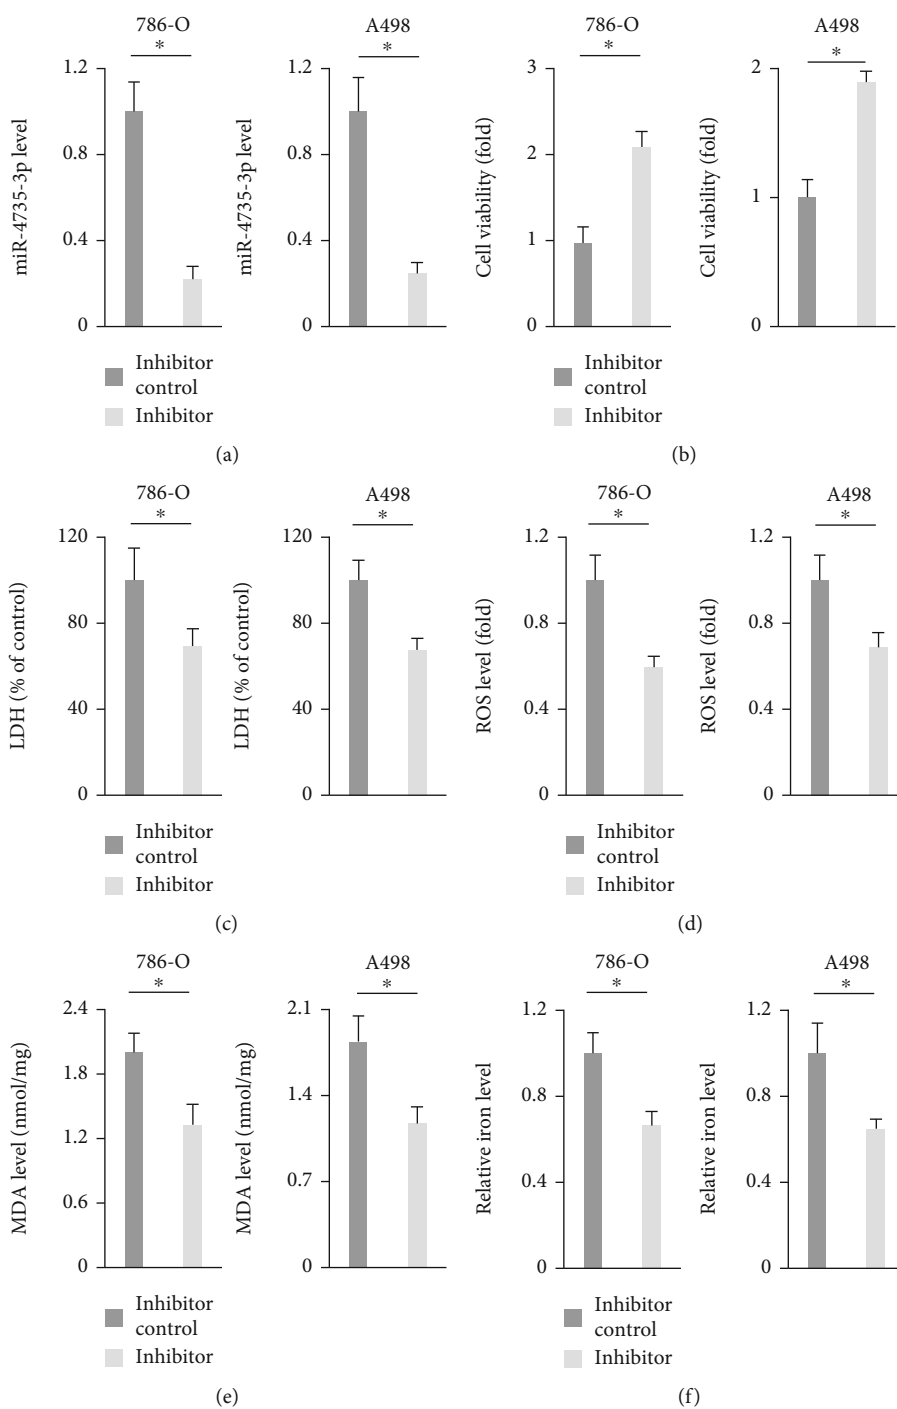 786-O
*
miR-4735-3p level
1.2
0.8
0.4
0
A498
*
miR-4735-3p level
1.2
0.8
0.4
0
Inhibitor
control
Inhibitor
(a)
786-O
*
Cell viability (fold)
3
2
1
0
A498
*
Cell viability (fold)
2
1
0
Inhibitor
control
Inhibitor
(b)
786-O
*
LDH (% of control)
120
80
40
0
A498
*
LDH (% of control)
120
80
40
0
Inhibitor
control
Inhibitor
(c)
786-O
*
ROS level (fold)
1.2
0.8
0.4
0
A498
*
ROS level (fold)
1.2
0.8
0.4
0
Inhibitor
control
Inhibitor
(d)
786-O
*
MDA level (nmol/mg)
2.4
1.8
1.2
0.6
0
A498
*
MDA level (nmol/mg)
2.1
1.4
0.7
0
Inhibitor
control
Inhibitor
(e)
786-O
*
Relative iron level
1.2
0.8
0.4
0
A498
*
Relative iron level
1.2
0.8
0.4
0
Inhibitor
control
Inhibitor
(f)